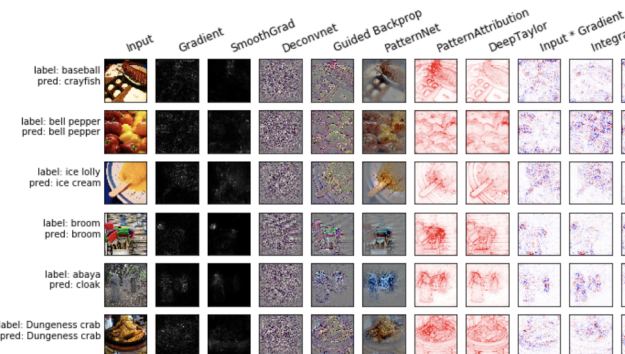 Input
Gradient
SmoothGrad
Deconvnet
Guided Backprop
PatternNet
PatternAttribution
DeepTaylor
Input * Gradient
label: baseball
pred: crayfish
label: bell pepper
pred: bell pepper
label: ice lolly
pred: ice cream
label: broom
pred: broom
label: abaya
pred: cloak
label: Dungeness crab
pred: Dungeness crab